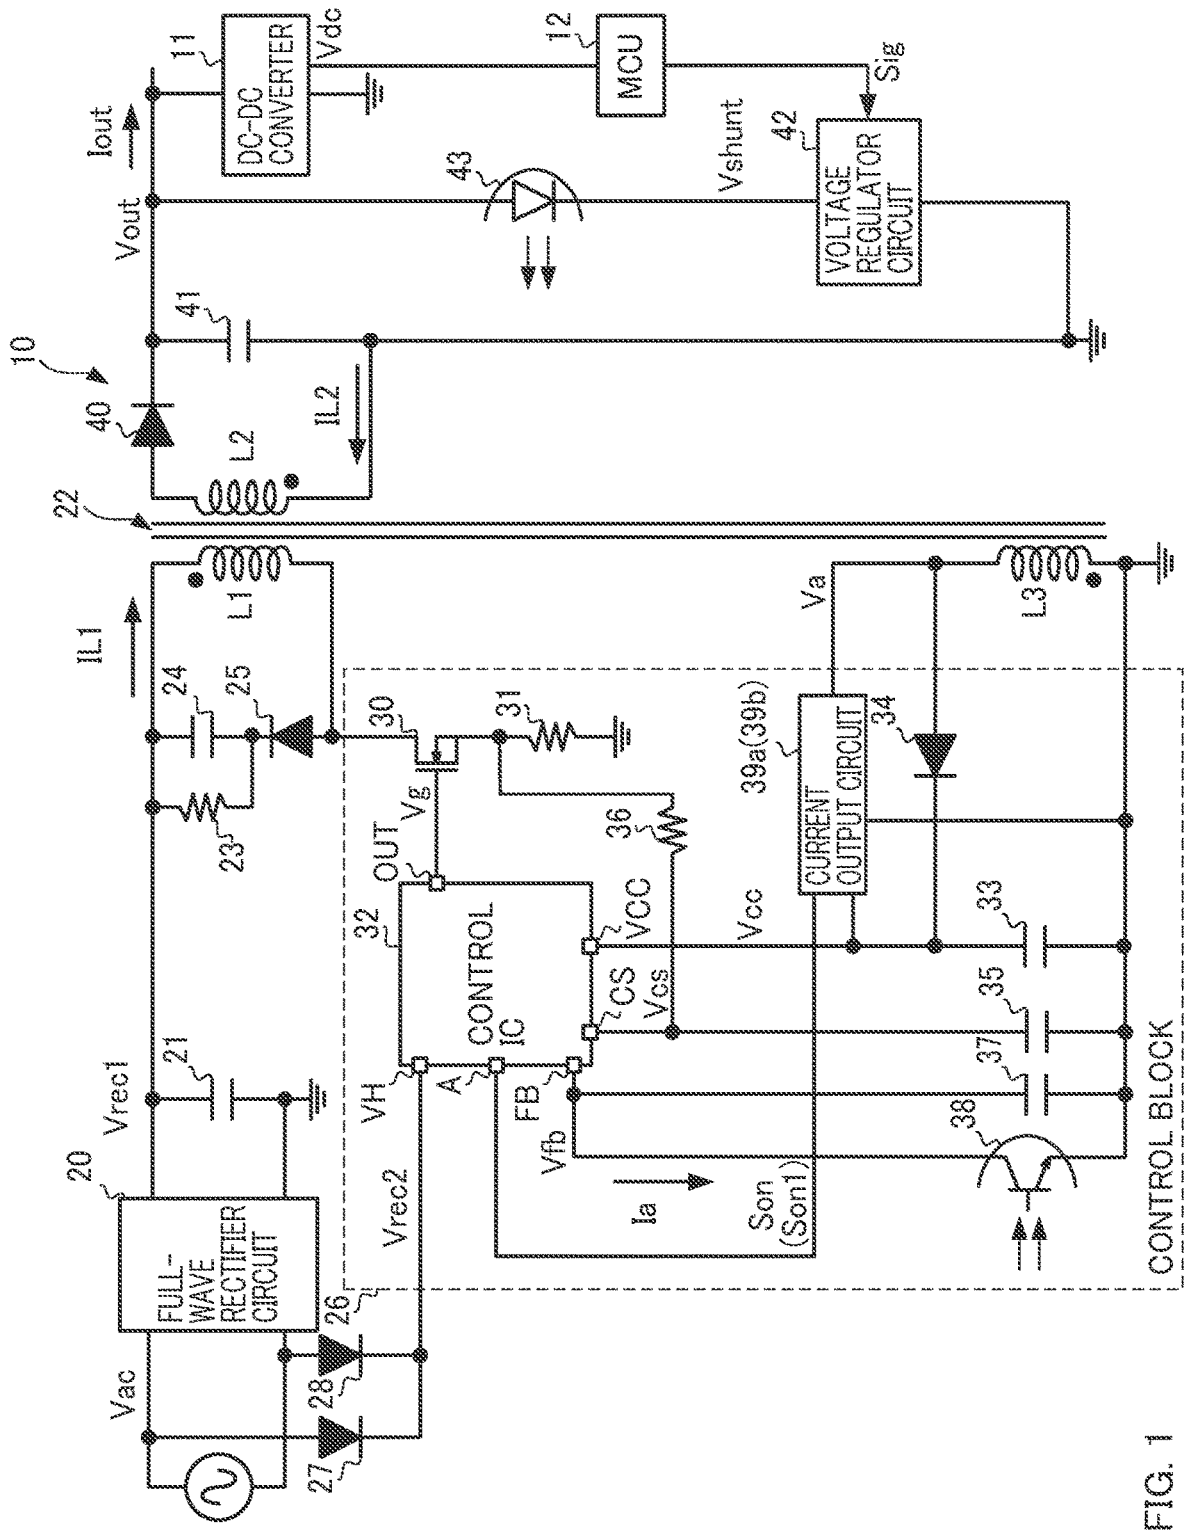 FIG. 1
10
Vac
20
FULL-
WAVE
RECTIFIER
CIRCUIT
Vrec1
21
27
28
23
24
25
IL1
L1
22
L2
40
41
IL2
Vout
Iout
11
DC-DC
CONVERTER
Vdc
12
MCU
Sig
43
Vshunt
42
VOLTAGE
REGULATOR
CIRCUIT
26
Vrec2
VH
A
FB
32
CONTROL
IC
OUT
Vg
30
31
VCC
CS
Vcs
36
Vfb
Ia
Son
(Son1)
Vcc
39a(39b)
CURRENT
OUTPUT CIRCUIT
34
Va
L3
38
37
35
33
CONTROL BLOCK